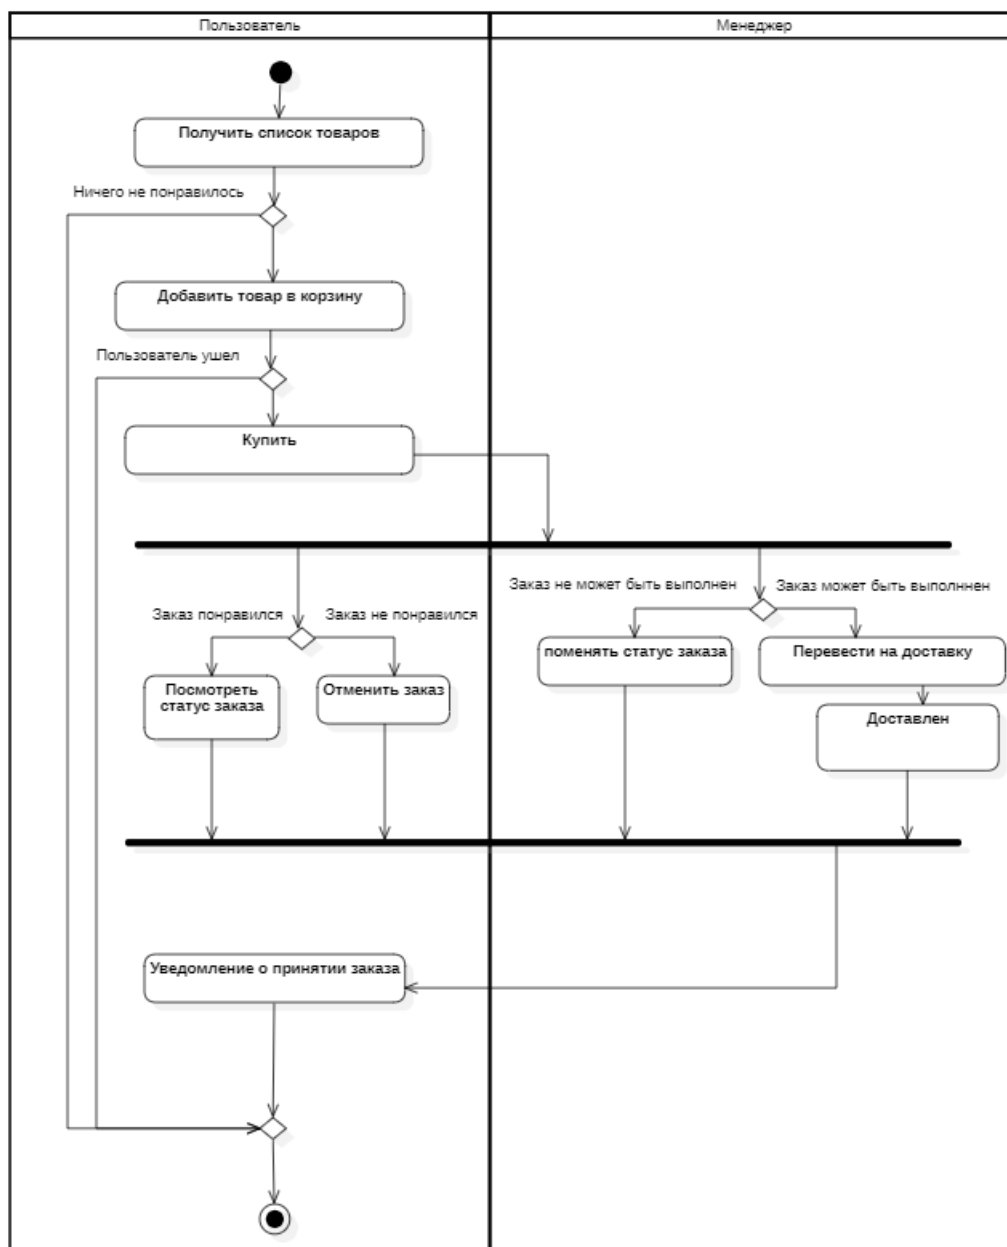 Пользователь
Менеджер
Получить список товаров
Ничего не понравилось
Добавить товар в корзину
Пользователь ушел
Купить
Заказ не может быть выполнен
Заказ может быть выполннен
Заказ понравился
Заказ не понравился
поменять статус заказа
Перевести на доставку
Посмотреть
статус заказа
Отменить заказ
Доставлен
Уведомление о принятии заказа